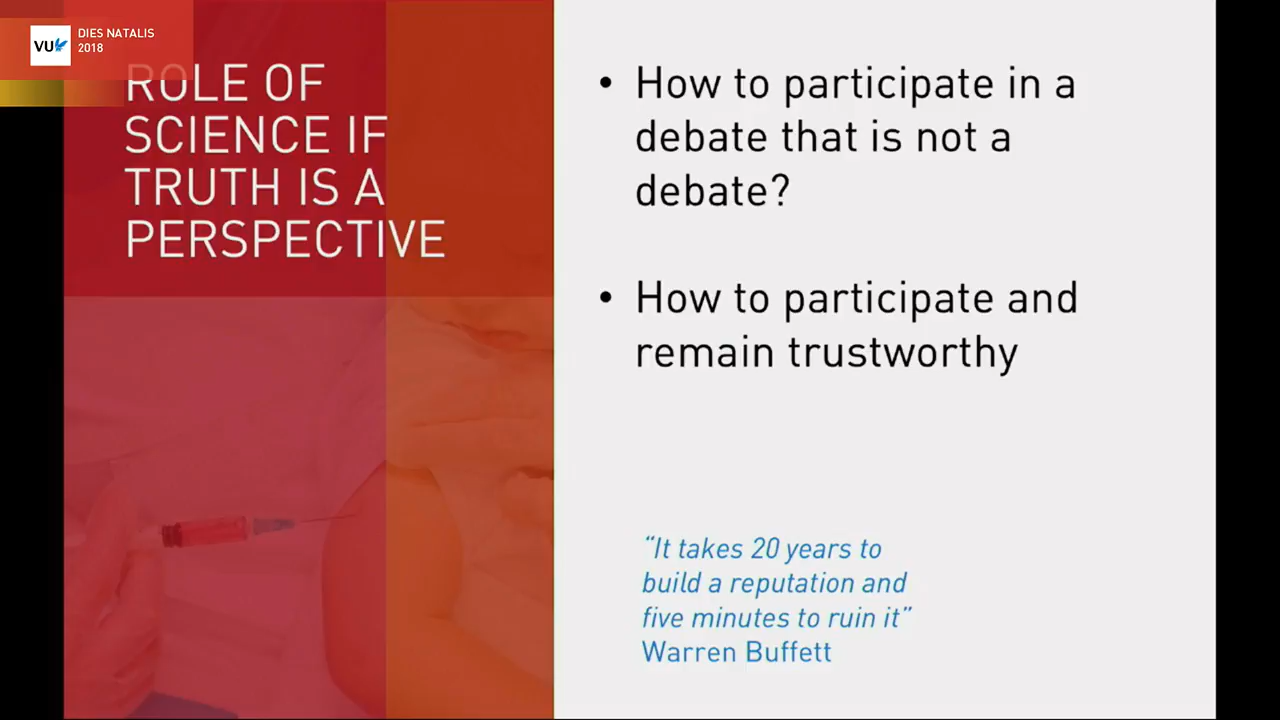 VU
DIES NATALIS
2018
ROLE OF
SCIENCE IF
TRUTH IS A
PERSPECTIVE
• How to participate in a
debate that is not a
debate?
• How to participate and
remain trustworthy
“It takes 20 years to
build a reputation and
five minutes to ruin it”
Warren Buffett